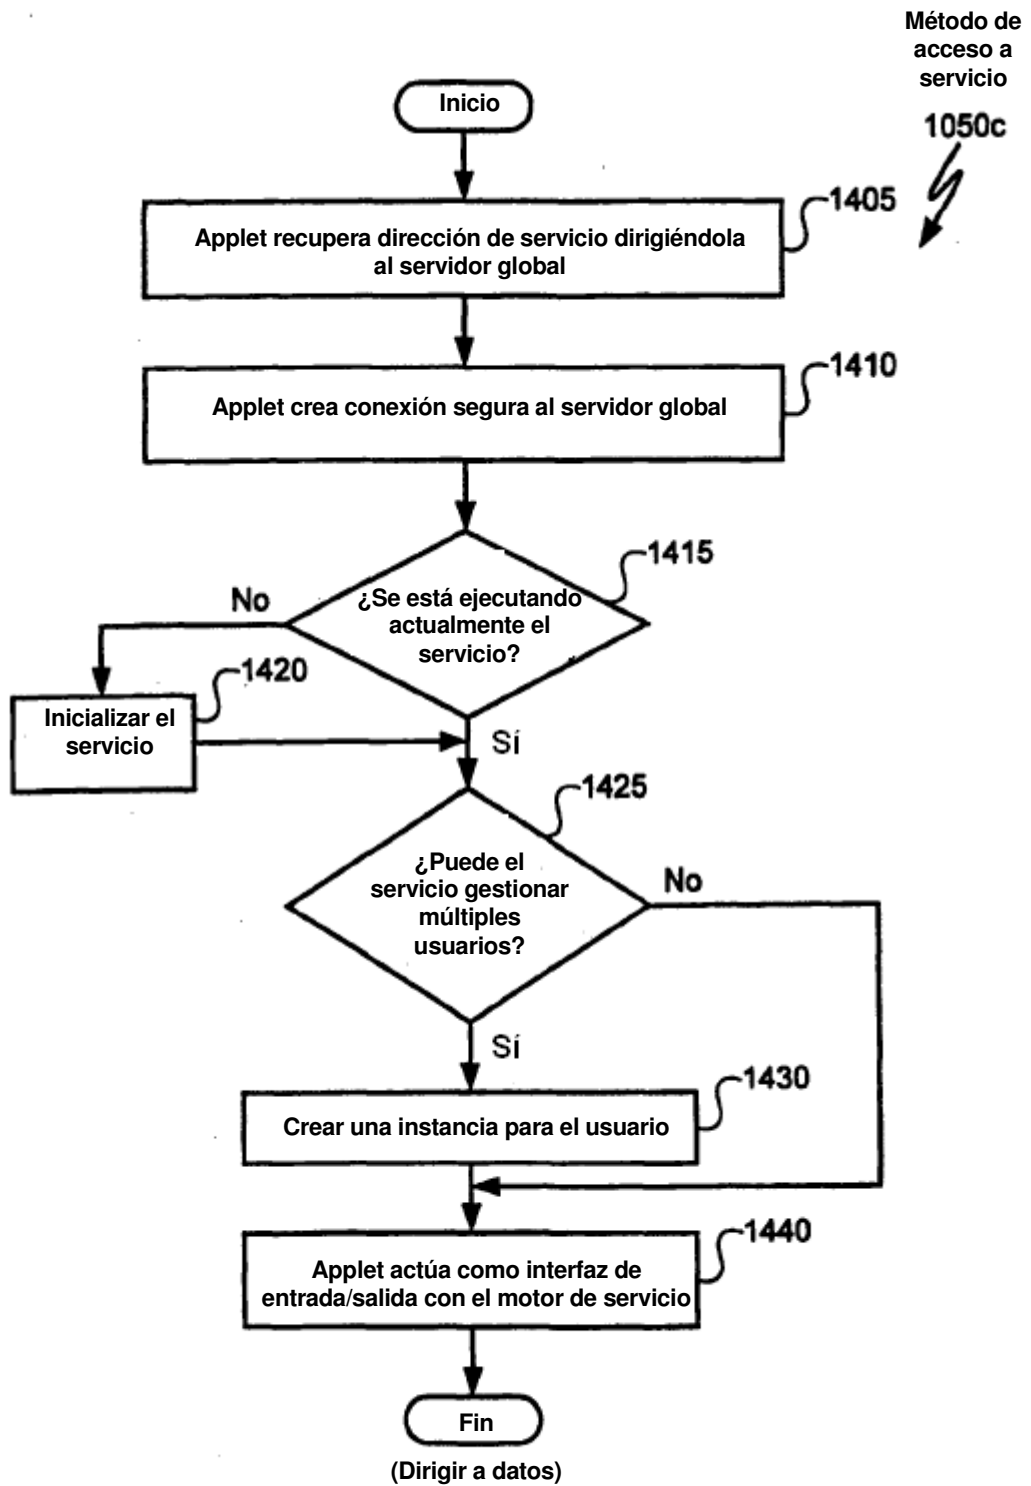 Método de
acceso a
servicio
1050c
Inicio
1405
Applet recupera dirección de servicio dirigiéndola
al servidor global
1410
Applet crea conexión segura al servidor global
1415
¿Se está ejecutando
actualmente el
servicio?
No
1420
Inicializar el
servicio
Sí
1425
¿Puede el
servicio gestionar
múltiples
usuarios?
No
Sí
1430
Crear una instancia para el usuario
1440
Applet actúa como interfaz de
entrada/salida con el motor de servicio
Fin
(Dirigir a datos)